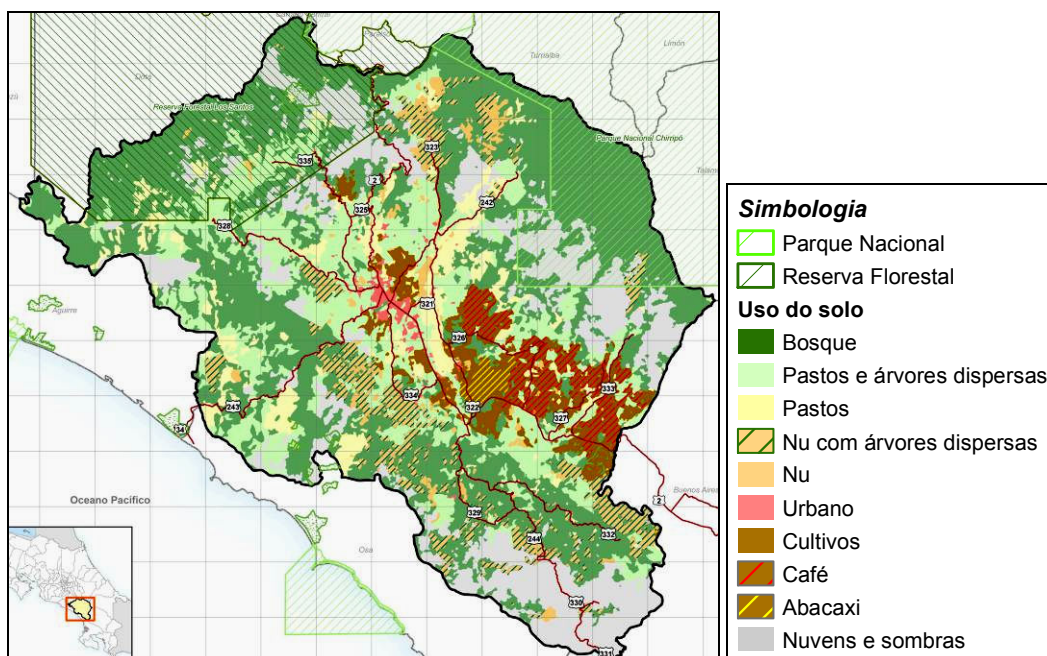 Dota
Paraíso
Turrialba
Limón
Reserva Forestal Los Santos
Parque Nacional Chirripó
335
323
2
325
242
328
321
326
333
Aguirre
334
322
327
243
34
2
Buenos Aires
Oceano Pacífico
329
332
244
Osa
330
331
Simbologia
Parque Nacional
Reserva Florestal
Uso do solo
Bosque
Pastos e árvores dispersas
Pastos
Nu com árvores dispersas
Nu
Urbano
Cultivos
Café
Abacaxi
Nuvens e sombras